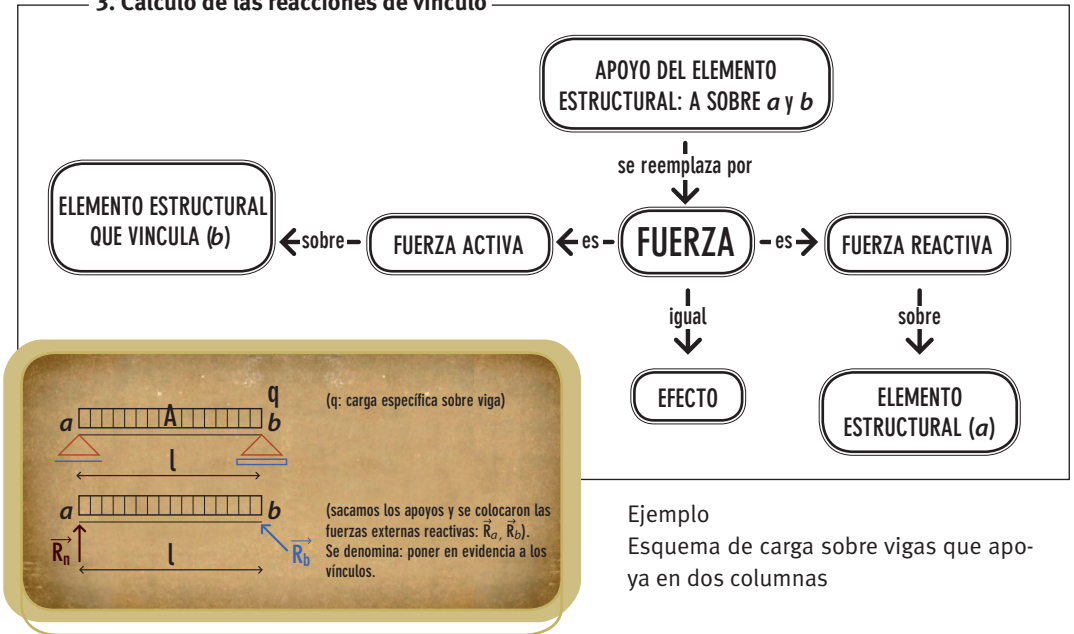 3. Cálculo de las reacciones de vínculo
APOYO DEL ELEMENTO
ESTRUCTURAL: A SOBRE a y b
se reemplaza por
ELEMENTO ESTRUCTURAL
QUE VINCULA (b)
sobre
FUERZA ACTIVA
es
FUERZA
es
FUERZA REACTIVA
igual
sobre
EFECTO
ELEMENTO
ESTRUCTURAL (a)
q
(q: carga específica sobre viga)
a
A
b
l
a
b
(sacamos los apoyos y se colocaron las
fuerzas externas reactivas: R⃗a, R⃗b).
Se denomina: poner en evidencia a los
vínculos.
R⃗n
l
R⃗b
Ejemplo
Esquema de carga sobre vigas que apo-
ya en dos columnas